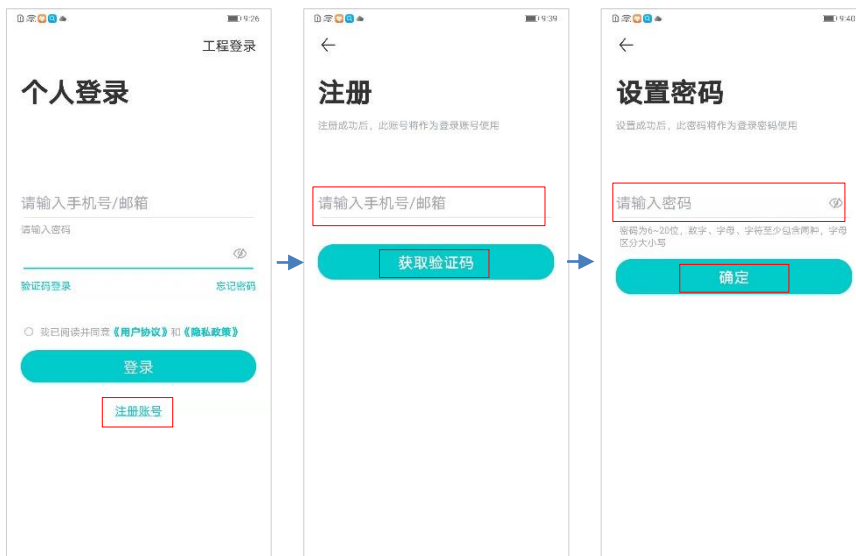 9:26
工程登录
个人登录
请输入手机号/邮箱
请输入密码
验证码登录
忘记密码
我已阅读并同意《用户协议》和《隐私政策》
登录
注册账号
9:39
注册
注册成功后，此账号将作为登录账号使用
请输入手机号/邮箱
获取验证码
9:40
设置密码
设置成功后，此密码将作为登录密码使用
请输入密码
密码为6~20位，数字、字母、字符至少包含两种，字母
区分大小写
确定